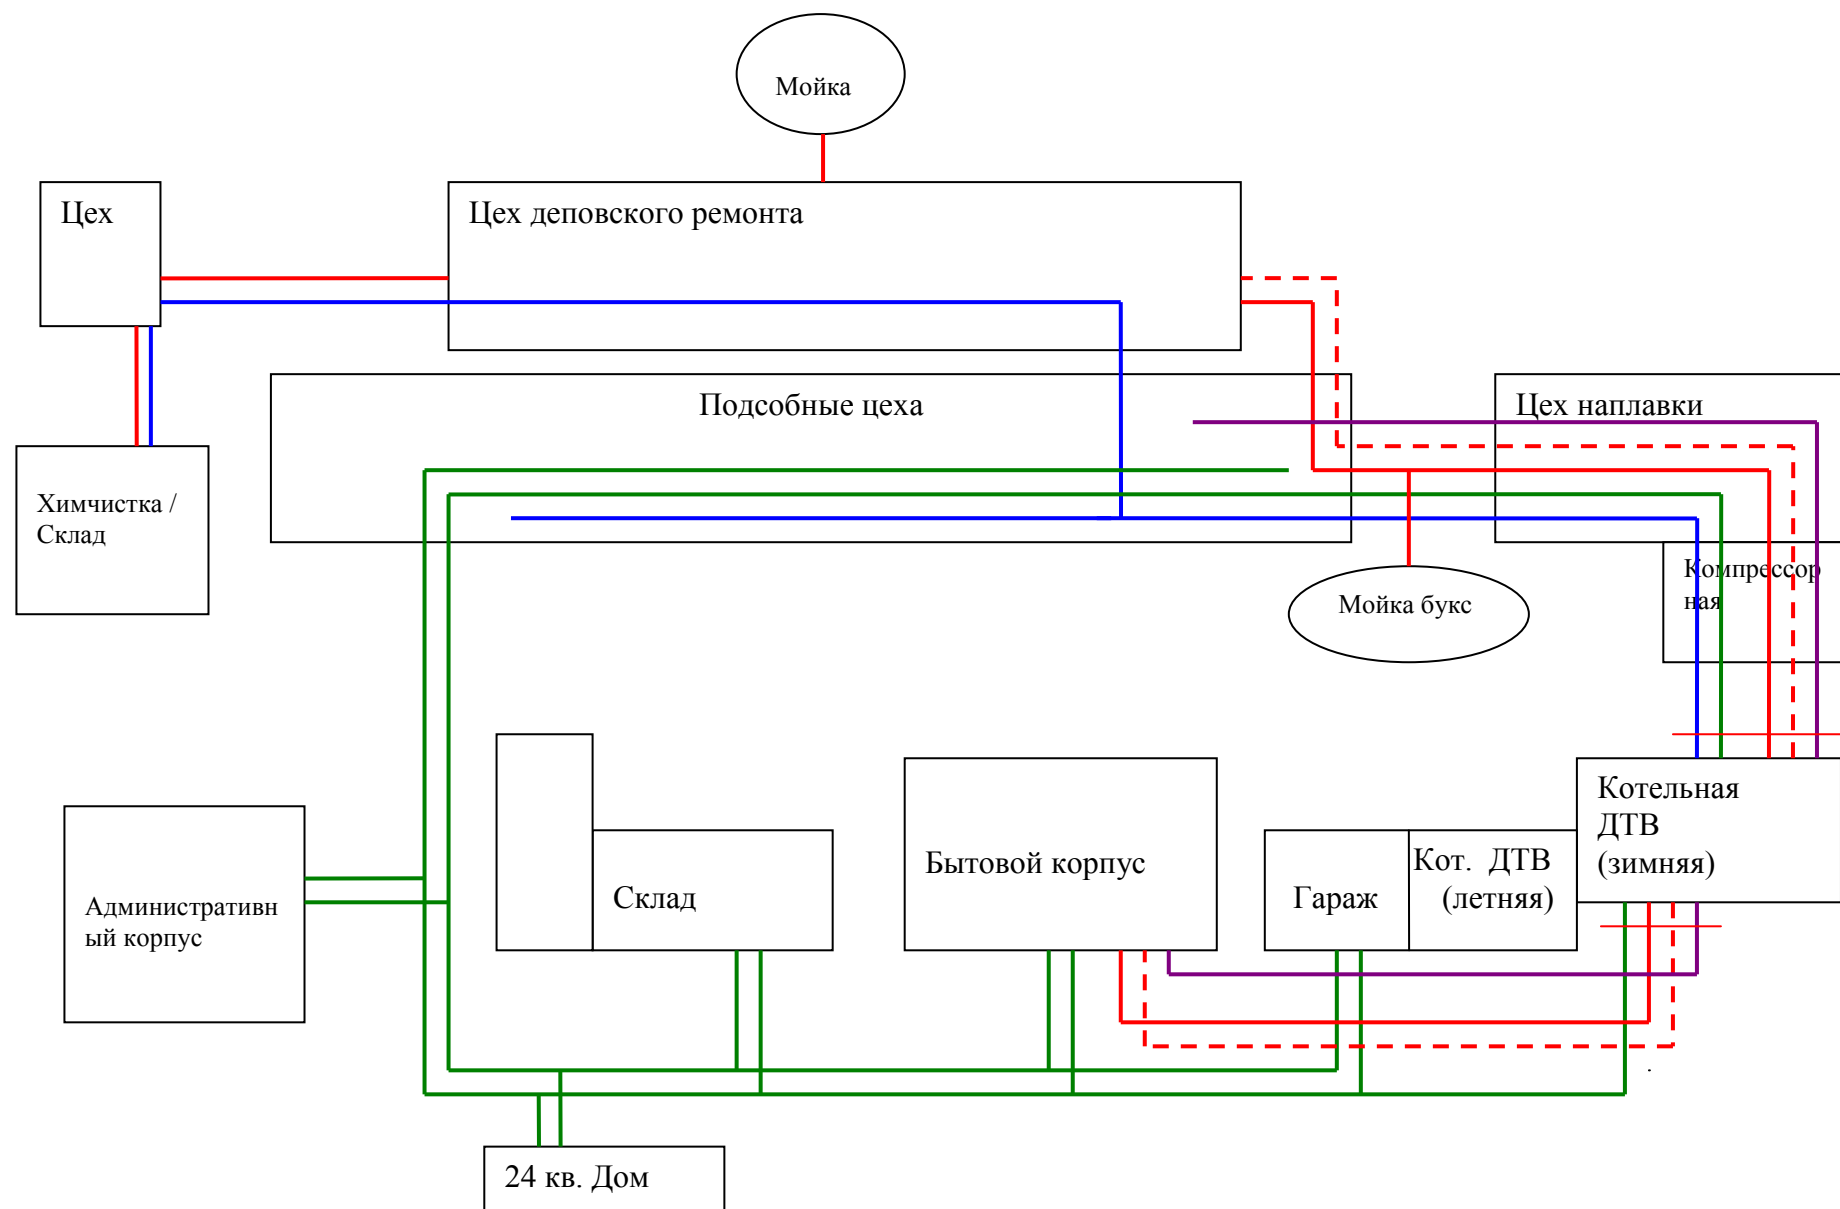 Мойка
Цех
Цех деповского ремонта
Подсобные цеха
Цех наплавки
Химчистка /
Склад
Компрессор
ная
Мойка букс
Котельная
ДТВ
(зимняя)
Бытовой корпус
Кот. ДТВ
(летняя)
Склад
Гараж
Административн
ый корпус
24 кв. Дом